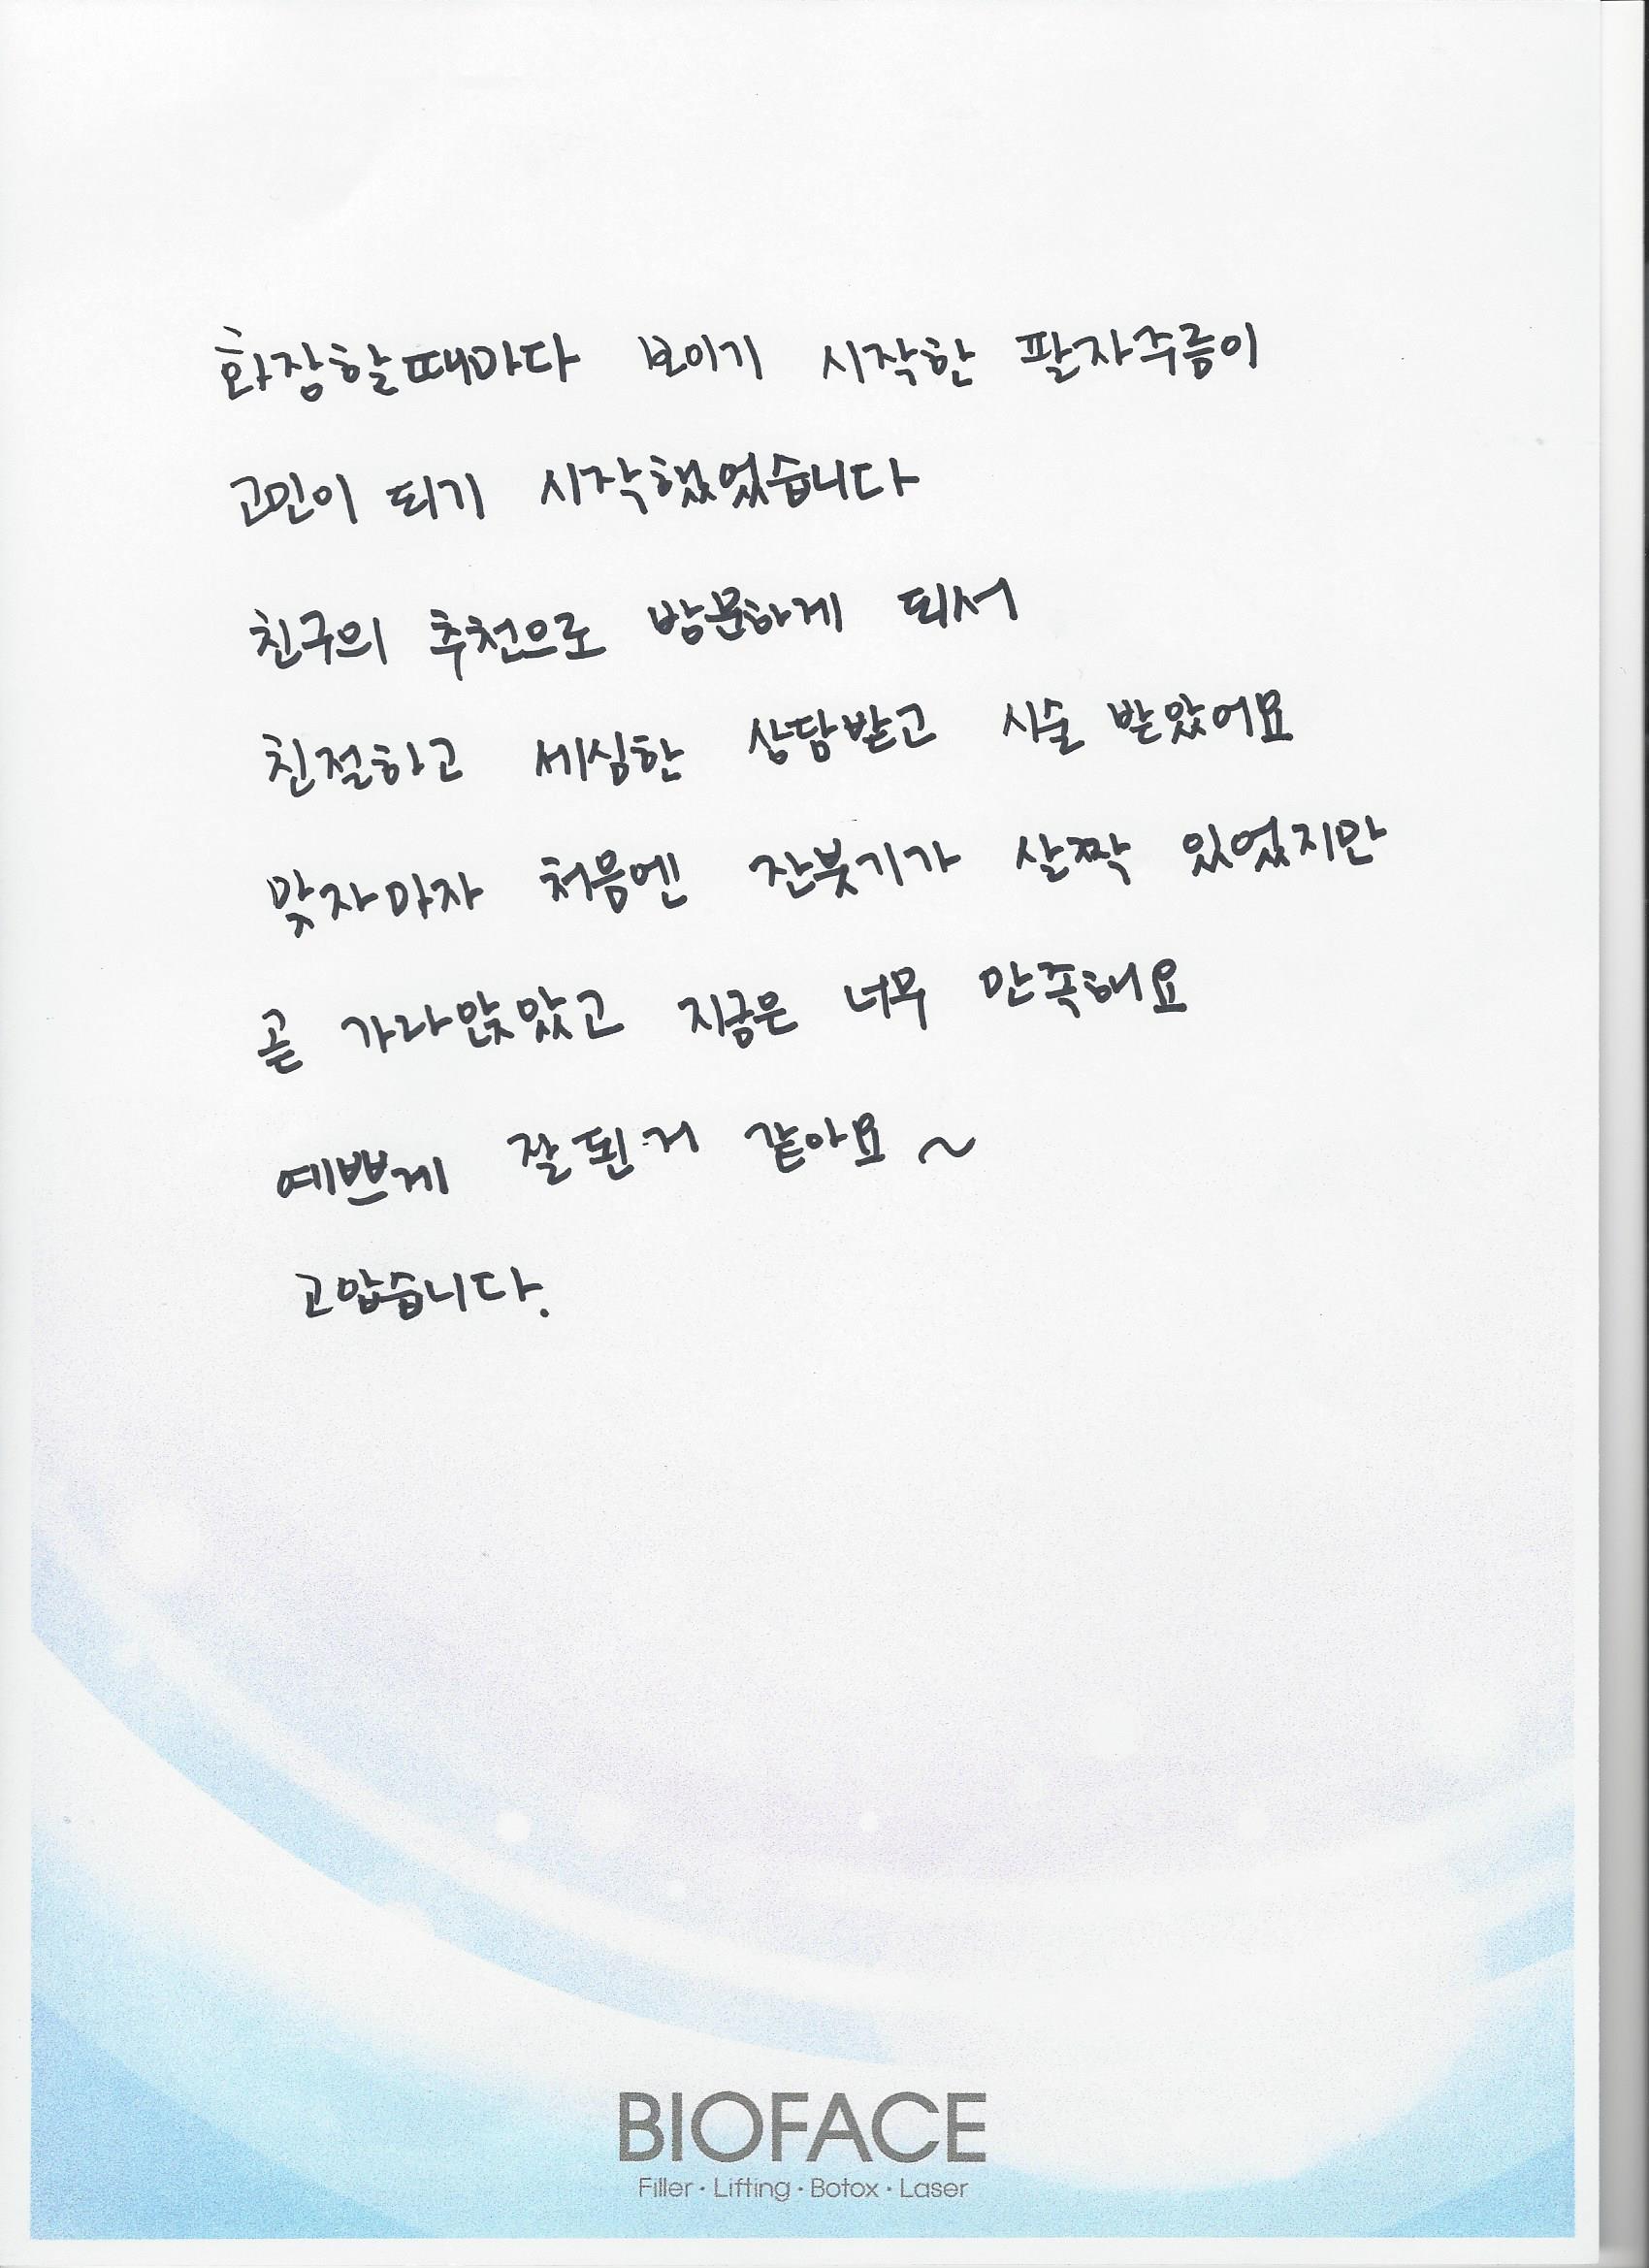 화장할때마다 보이기 시작한 팔자주름이
고민이 되기 시작했었습니다
친구의 추천으로 방문하게 되서
친절하고 세심한 상담받고 시술 받았어요
맞자마자 처음엔 잔붓기가 살짝 있었지만
곧 가라앉았고 지금은 너무 만족해요
예쁘게 잘된거 같아요~
고맙습니다.
BIOFACE
Filler · Lifting · Botox · Laser